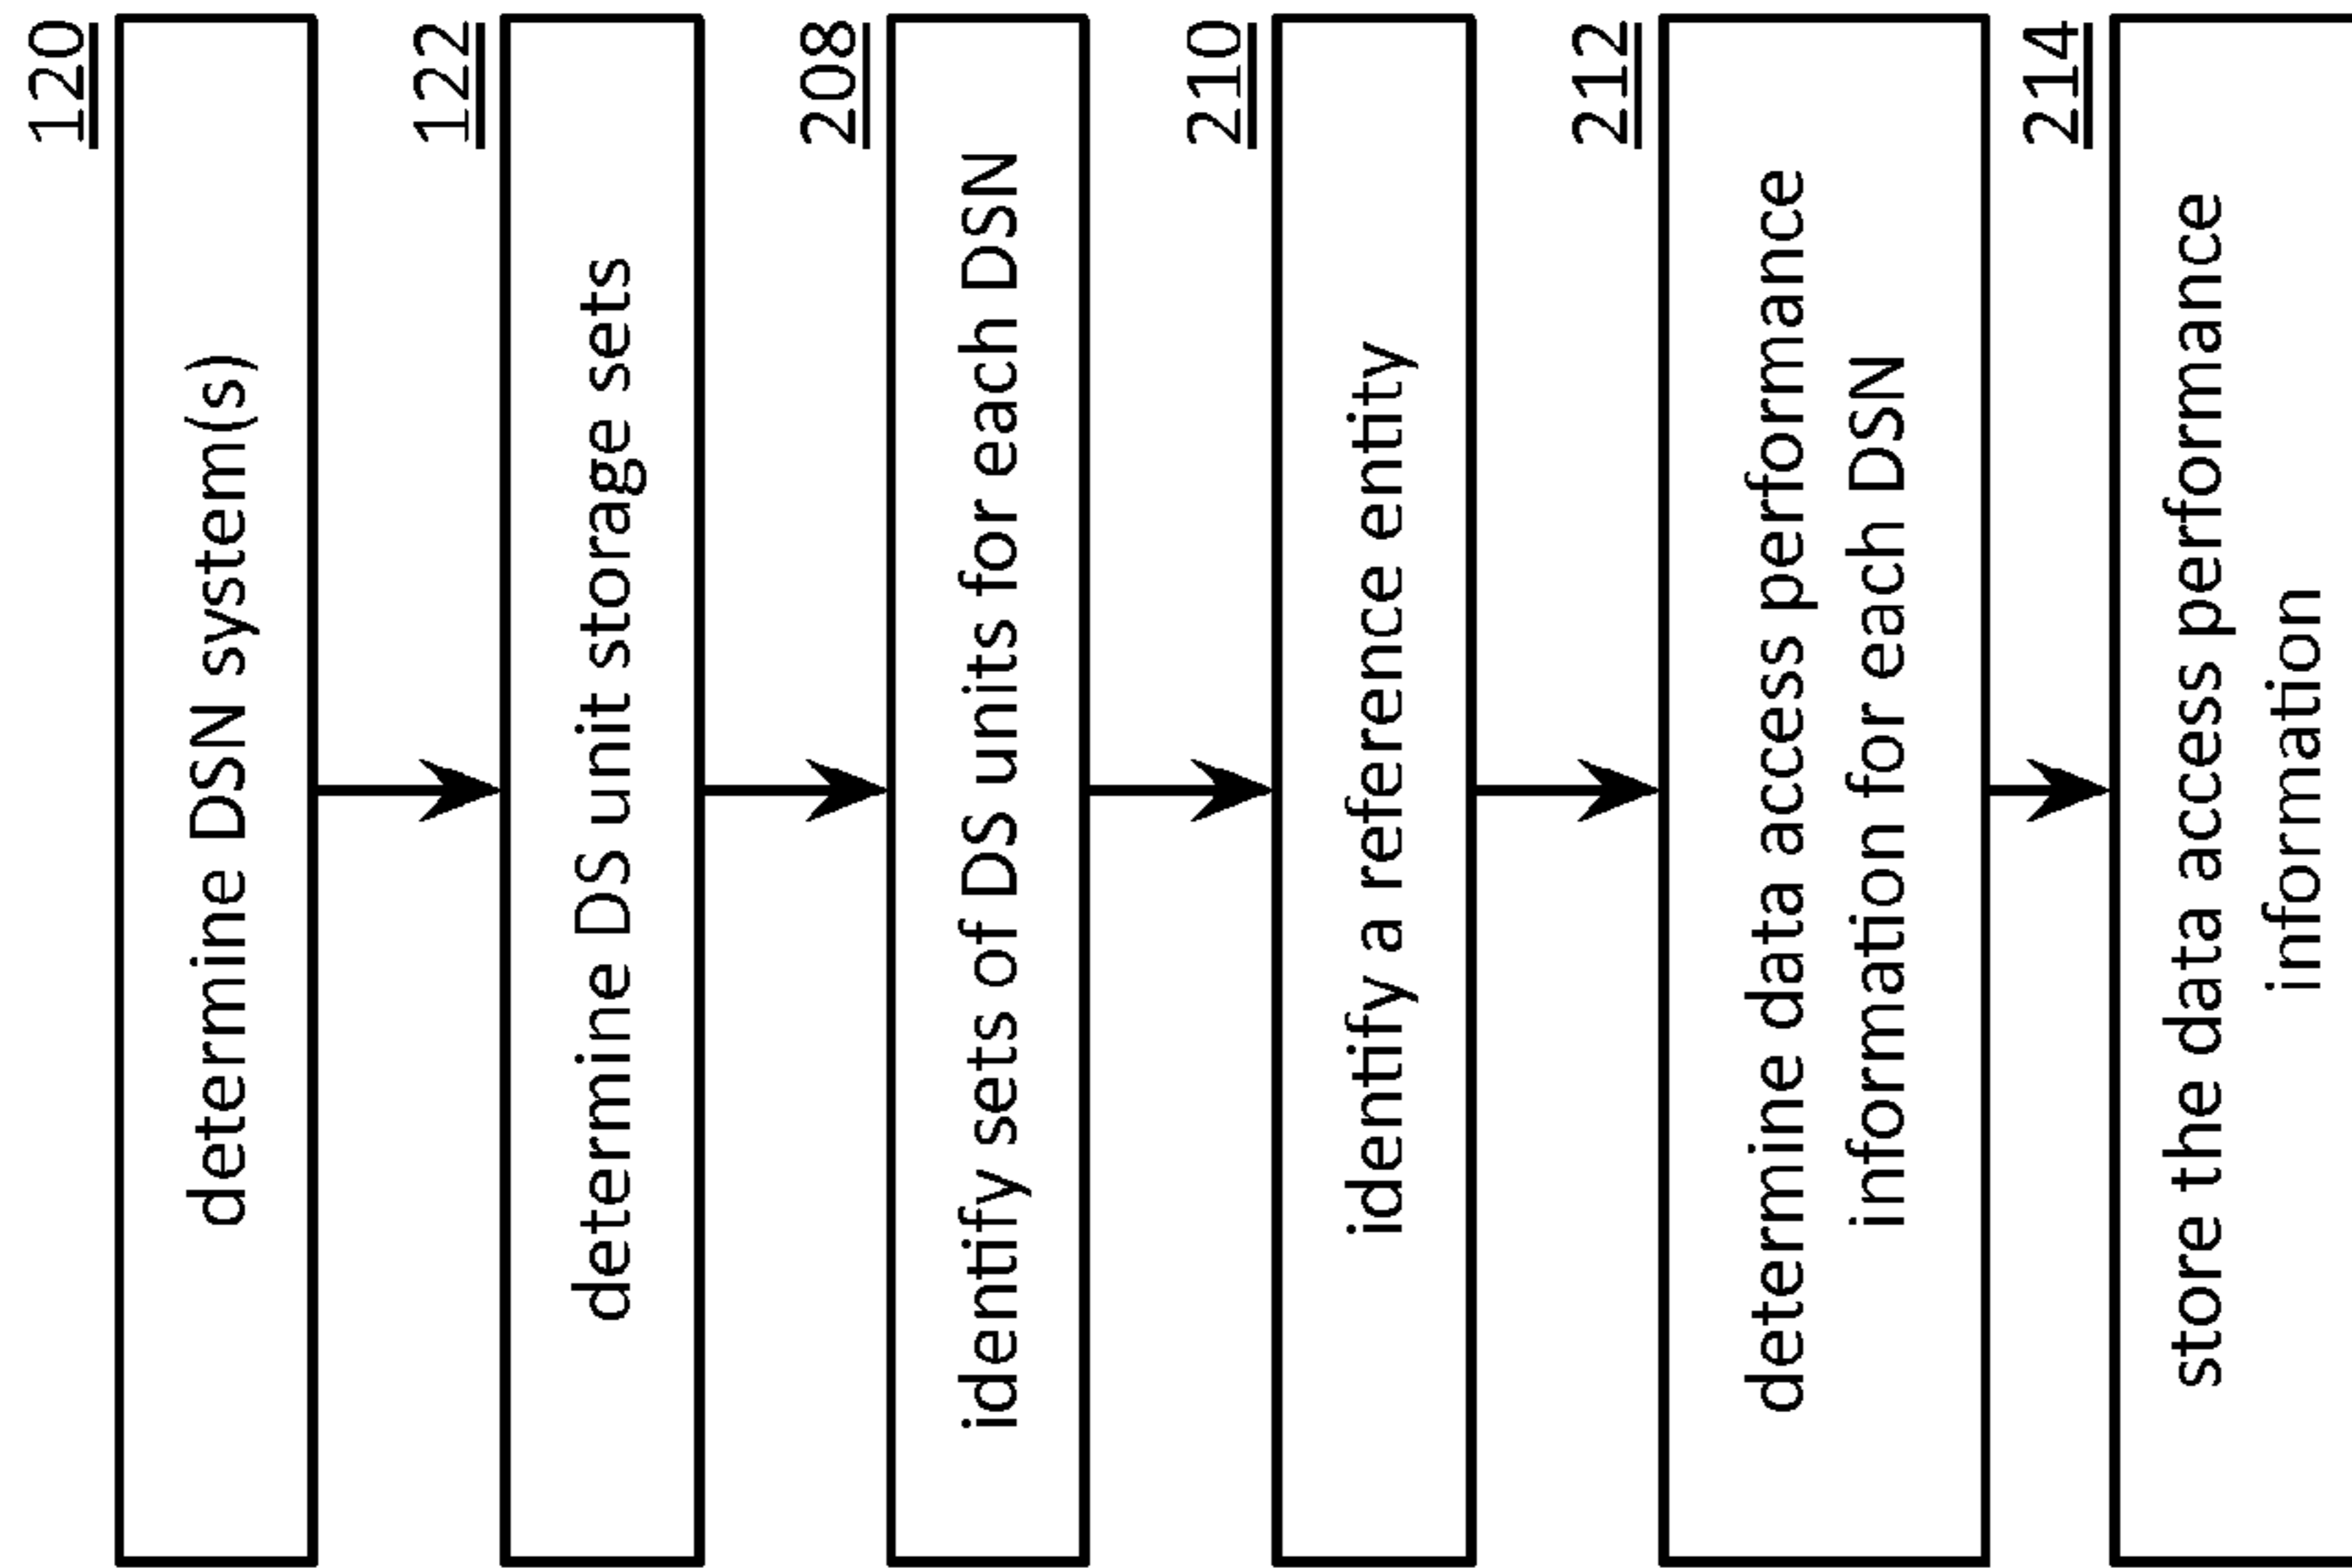 120
determine DSN system(s)
122
determine DS unit storage sets
208
identify sets of DS units for each DSN
210
identify a reference entity
212
determine data access performance
information for each DSN
214
store the data access performance
information